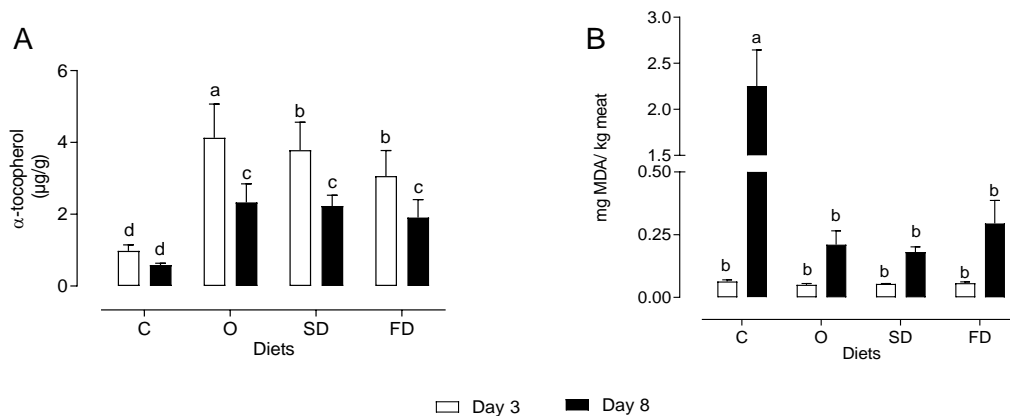 A
α-tocopherol
(µg/g)
6
4
2
0
d
d
a
c
b
c
b
c
C
O
SD
FD
Diets
B
mg MDA/ kg meat
3.0
2.5
2.0
1.5
0.50
0.25
0.00
b
a
b
b
b
b
b
b
C
O
SD
FD
Diets
Day 3
Day 8